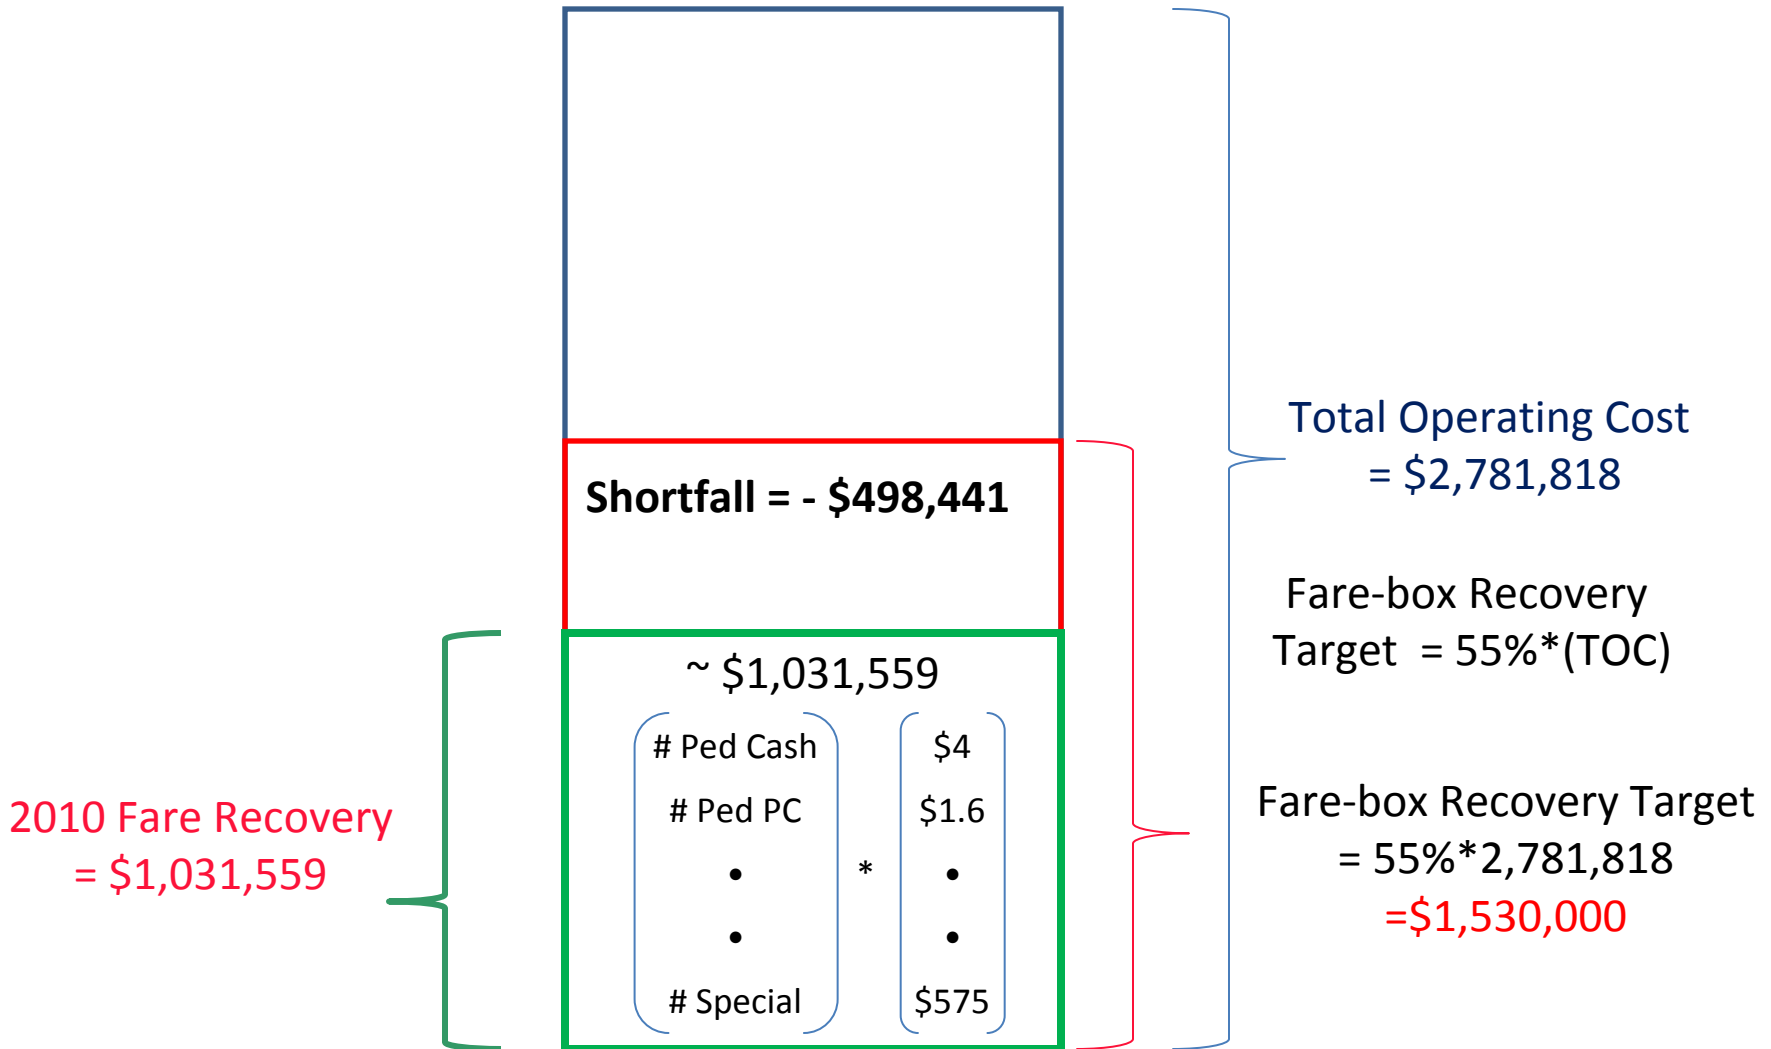 Total Operating Cost
= $2,781,818
Shortfall = - $498,441
Fare-box Recovery
Target = 55%*(TOC)
~ $1,031,559
# Ped Cash
$4
# Ped PC
$1.6
•
*
•
•
•
# Special
$575
2010 Fare Recovery
= $1,031,559
Fare-box Recovery Target
= 55%*2,781,818
=$1,530,000